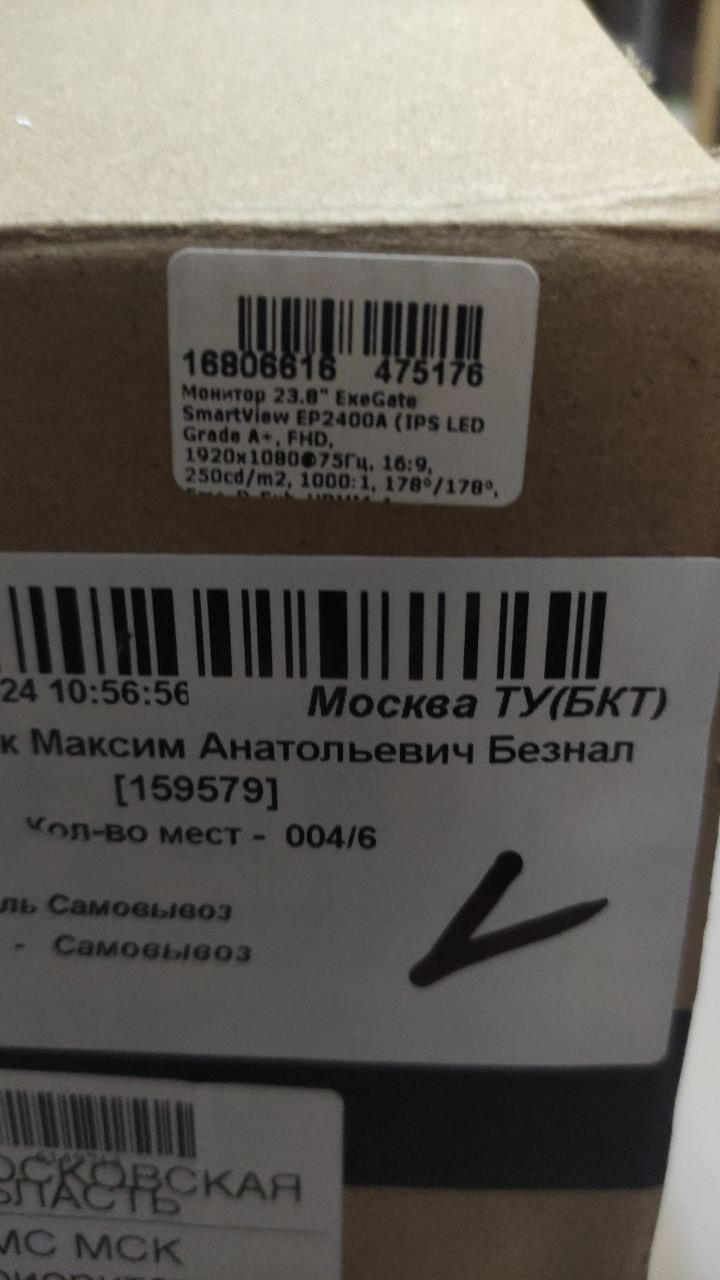 16806616 475176
Монитор 23.8" ExeGate
SmartView EP2400A (IPS LED
Grade A+, FHD,
1920x1080@75Гц, 16:9,
250cd/m2, 1000:1, 178°/178°,
24 10:56:56 Москва ТУ(БКТ)
к Максим Анатольевич Безнал
[159579]
Кол-во мест - 004/6
ль Самовывоз
- Самовывоз
ОСКОВСКАЯ
БЛАСТЬ
МС МСК